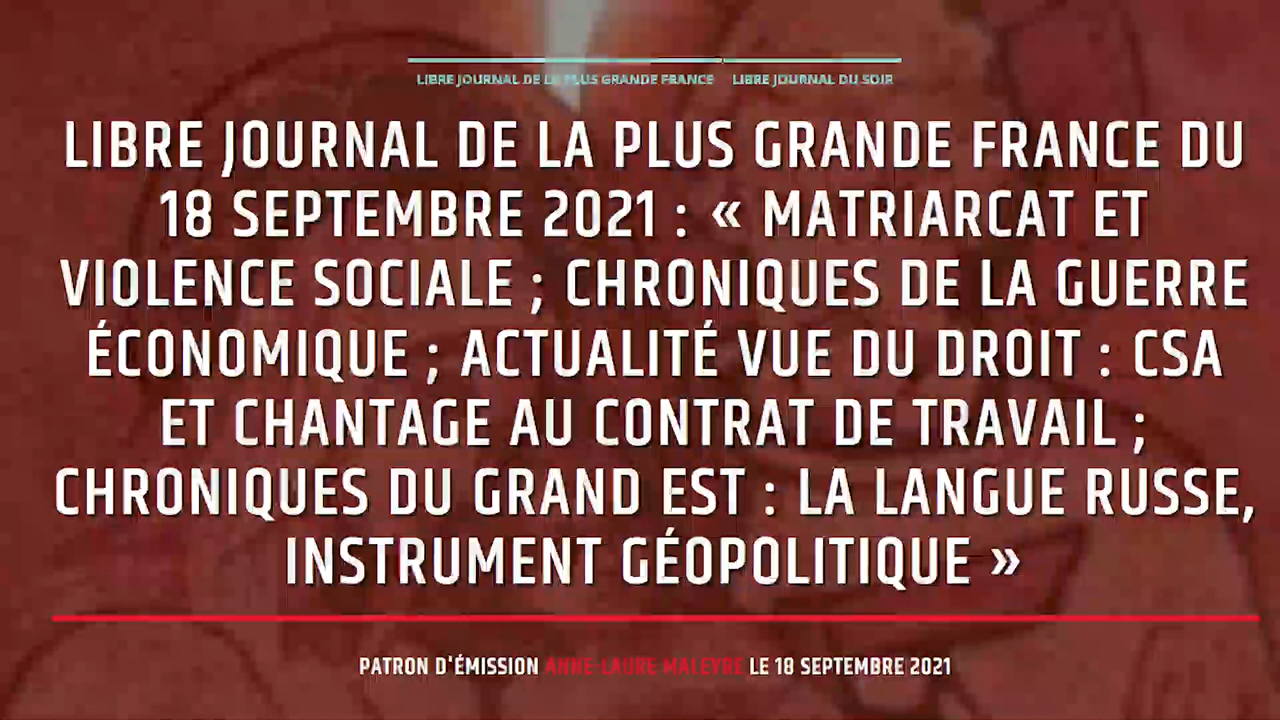 LIBRE JOURNAL DE LA PLUS GRANDE FRANCE LIBRE JOURNAL DU SOIR
LIBRE JOURNAL DE LA PLUS GRANDE FRANCE DU
18 SEPTEMBRE 2021 : « MATRIARCAT ET
VIOLENCE SOCIALE ; CHRONIQUES DE LA GUERRE
ÉCONOMIQUE ; ACTUALITÉ VUE DU DROIT : CSA
ET CHANTAGE AU CONTRAT DE TRAVAIL ;
CHRONIQUES DU GRAND EST : LA LANGUE RUSSE,
INSTRUMENT GÉOPOLITIQUE »
PATRON D'ÉMISSION ANNE-LAURE MALEYRE LE 18 SEPTEMBRE 2021